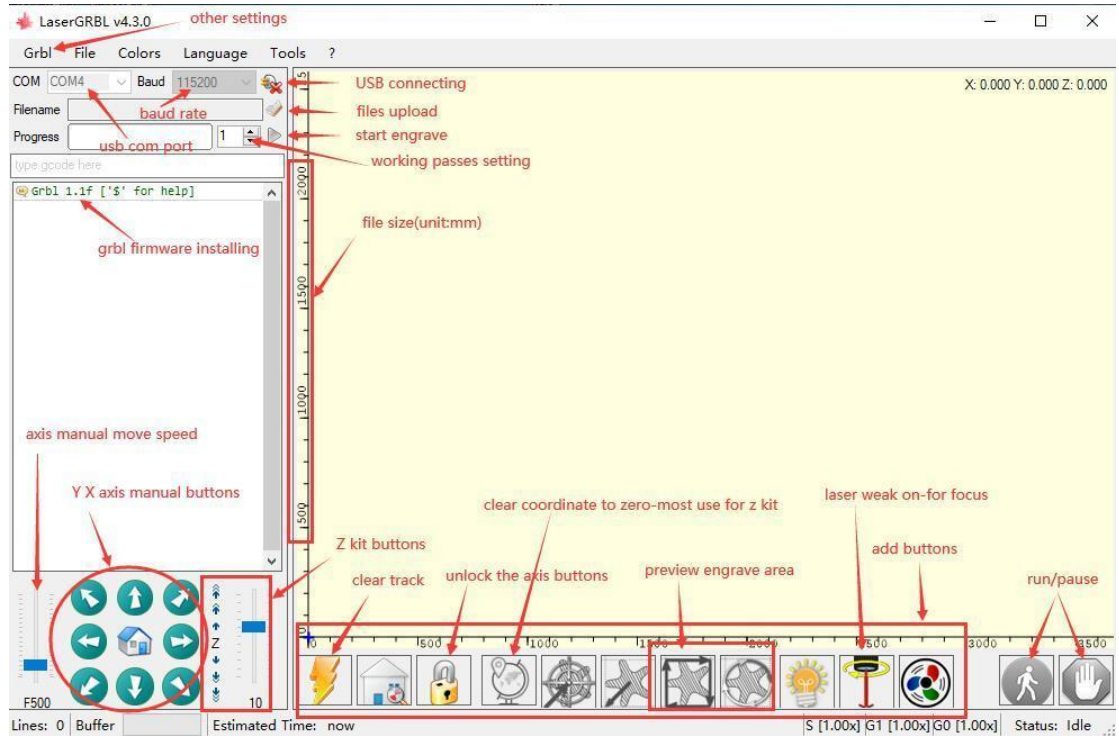 LaserGRBL v4.3.0
other settings
Grbl File Colors Language Tools ?
COM COM4 Baud 115200
USB connecting
X: 0.000 Y: 0.000 Z: 0.000
Filename
baud rate
files upload
Progress
usb com port
1
start engrave
working passes setting
type gcode here
Grbl 1.1f ['$' for help]
grbl firmware installing
file size(unit:mm)
2000
1500
1000
500
axis manual move speed
Y X axis manual buttons
clear coordinate to zero-most use for z kit
laser weak on-for focus
Z kit buttons
add buttons
clear track
unlock the axis buttons
preview engrave area
run/pause
Z
0 500 1000 1500 2000 2500 3000 3500
F500
10
Lines: 0 Buffer Estimated Time: now S [1.00x] G1 [1.00x] G0 [1.00x] Status: Idle